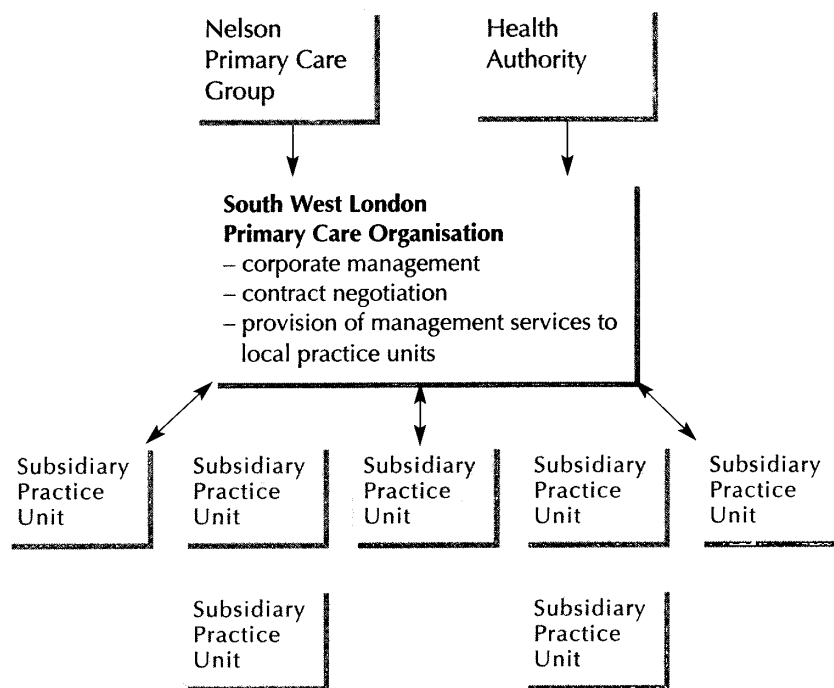 Nelson
Primary Care
Group
Health
Authority
South West London
Primary Care Organisation
– corporate management
– contract negotiation
– provision of management services to
local practice units
Subsidiary
Practice
Unit
Subsidiary
Practice
Unit
Subsidiary
Practice
Unit
Subsidiary
Practice
Unit
Subsidiary
Practice
Unit
Subsidiary
Practice
Unit
Subsidiary
Practice
Unit